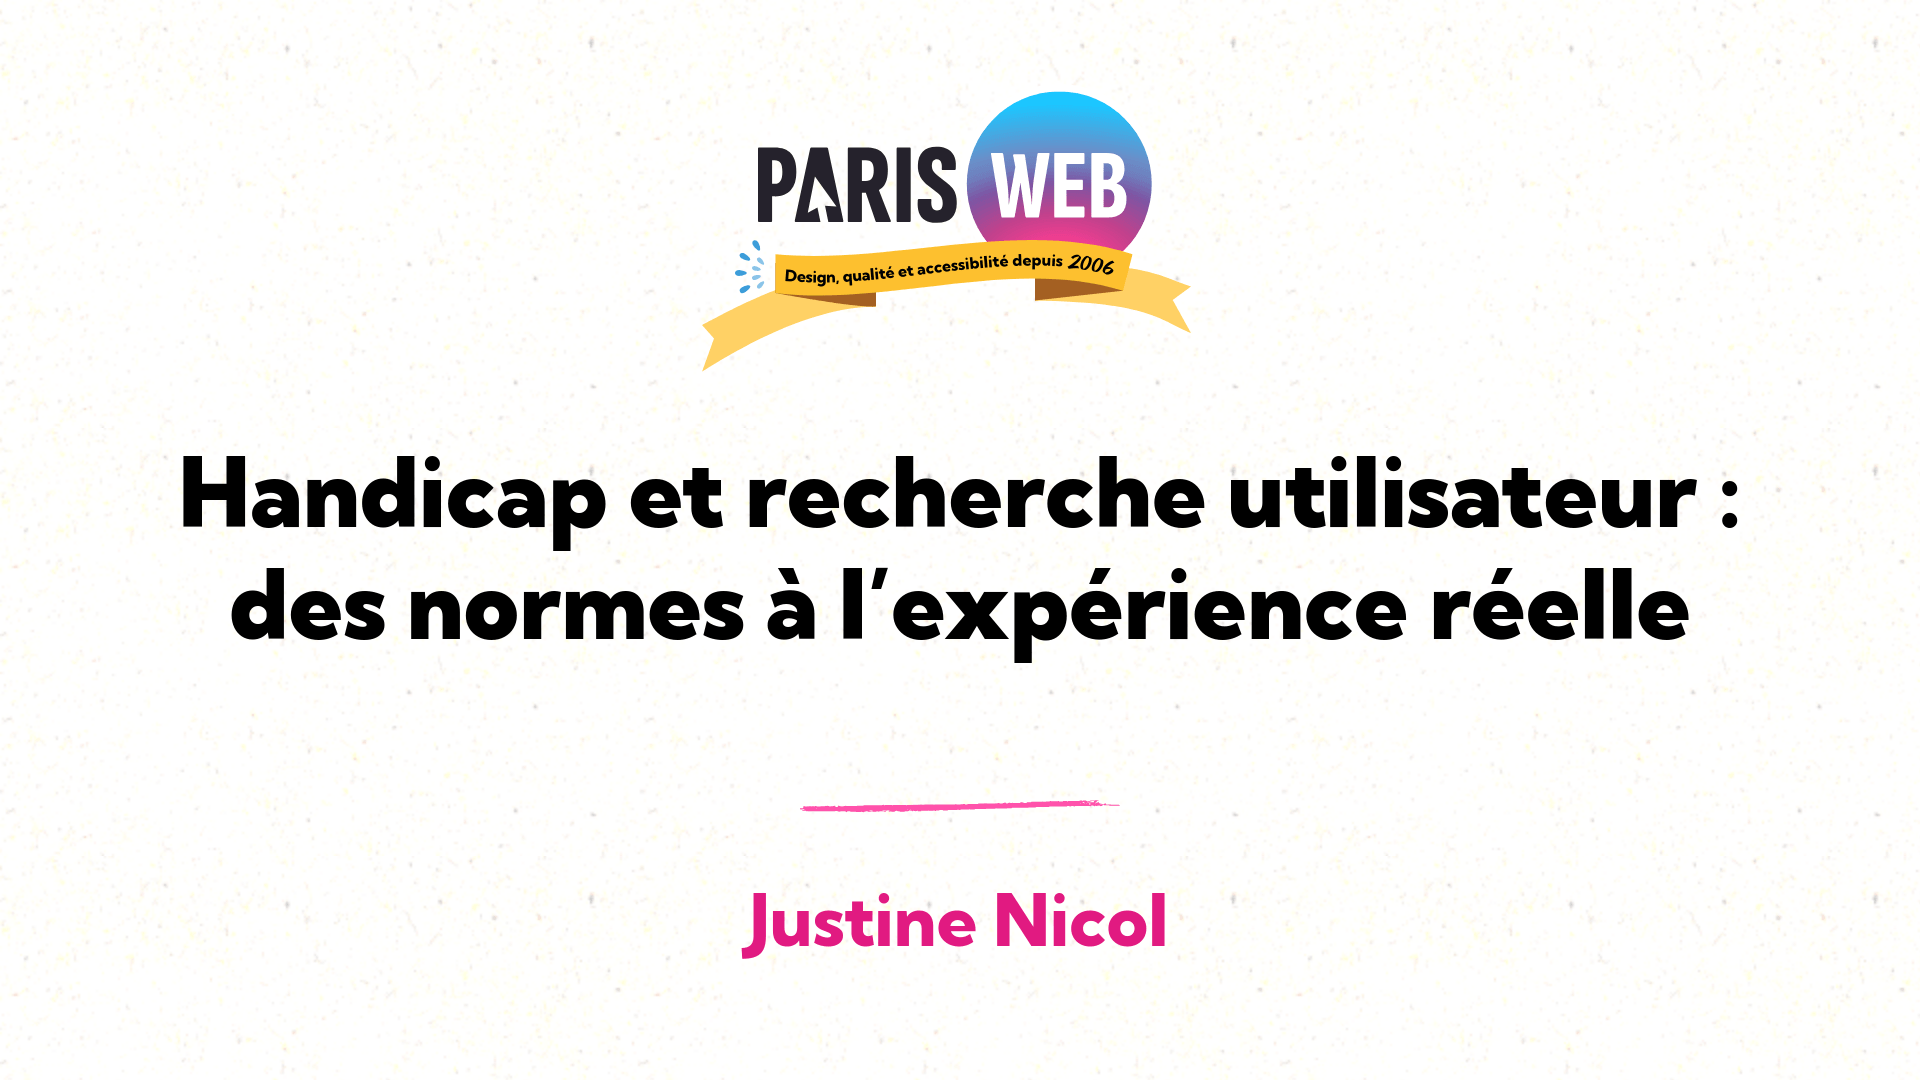 PARIS WEB
Design, qualité et accessibilité depuis 2006
Handicap et recherche utilisateur :
des normes à l’expérience réelle
Justine Nicol